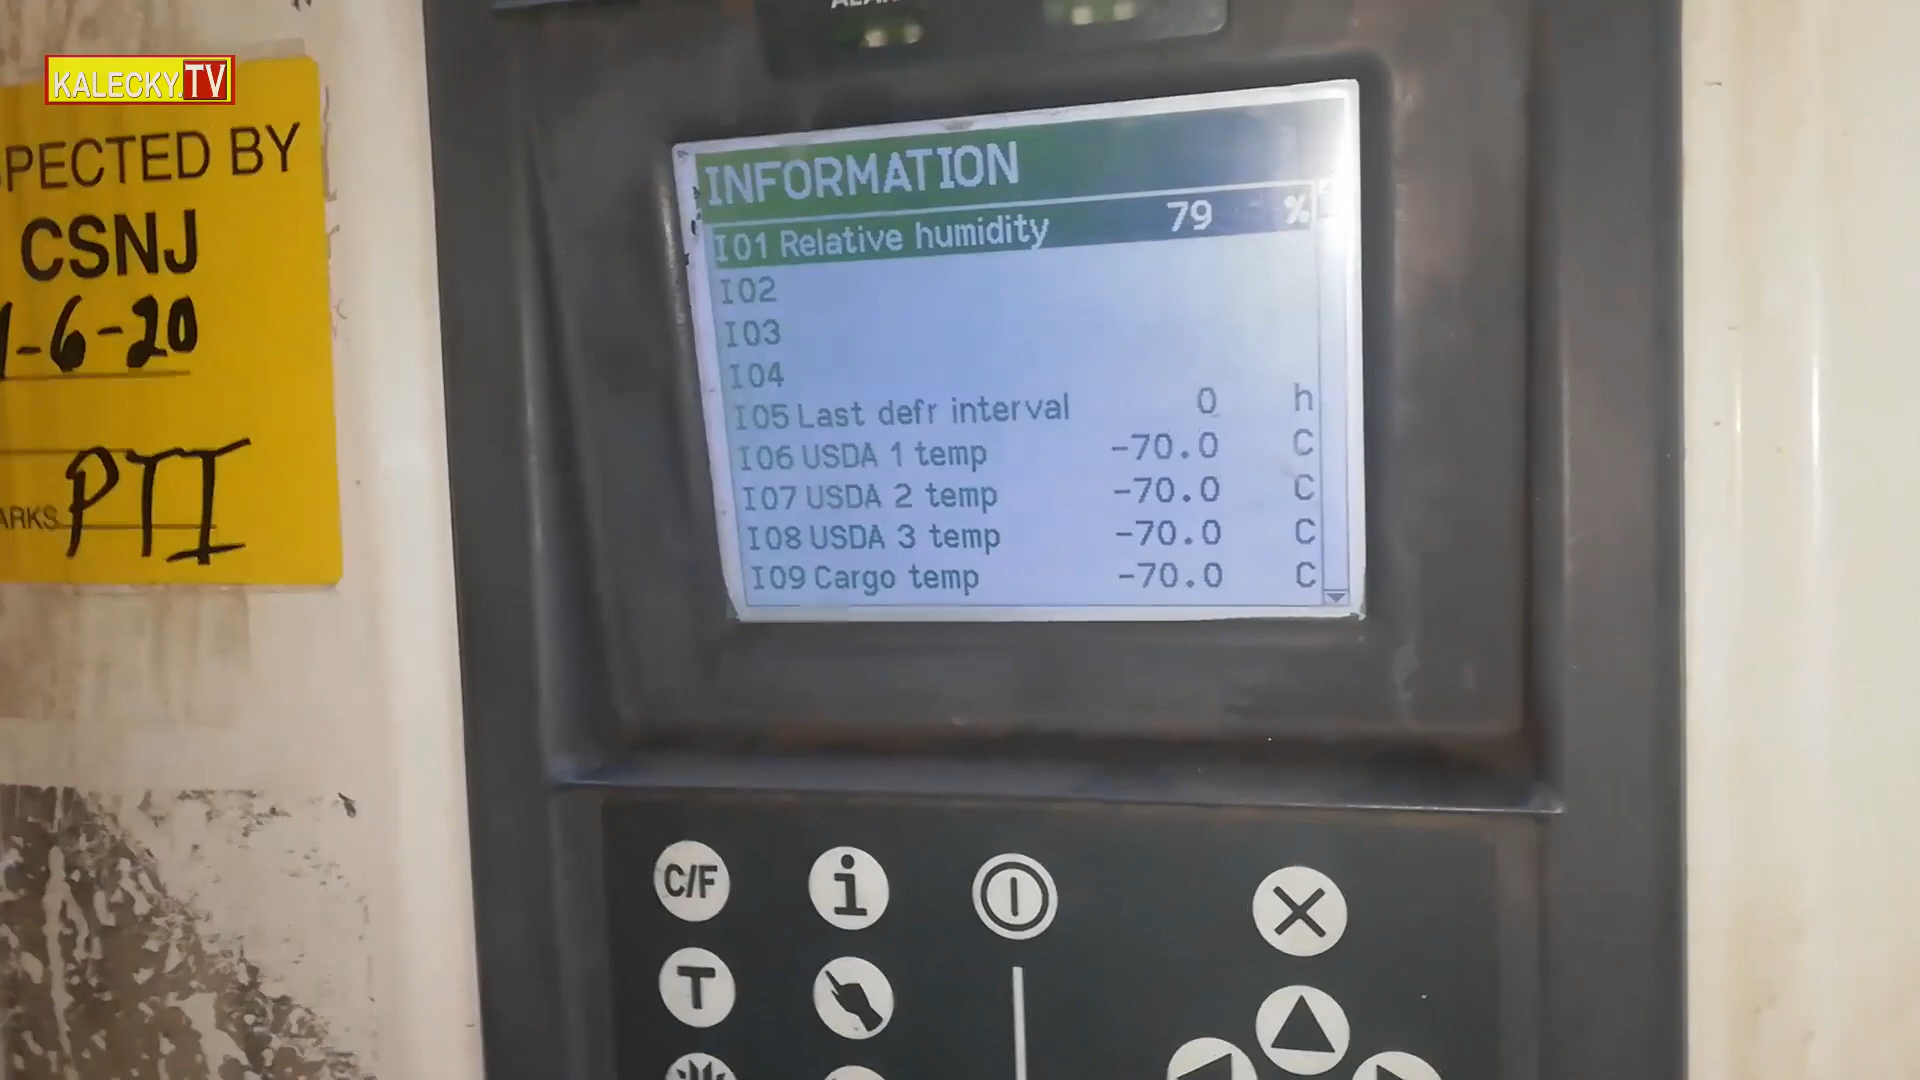 KALECKY.TV
PECTED BY
CSNJ
1-6-20
ARKS PTI
INFORMATION
I01 Relative humidity 79 %
I02
I03
I04
I05 Last defr interval 0 h
I06 USDA 1 temp -70.0 C
I07 USDA 2 temp -70.0 C
I08 USDA 3 temp -70.0 C
I09 Cargo temp -70.0 C
C/F i
T